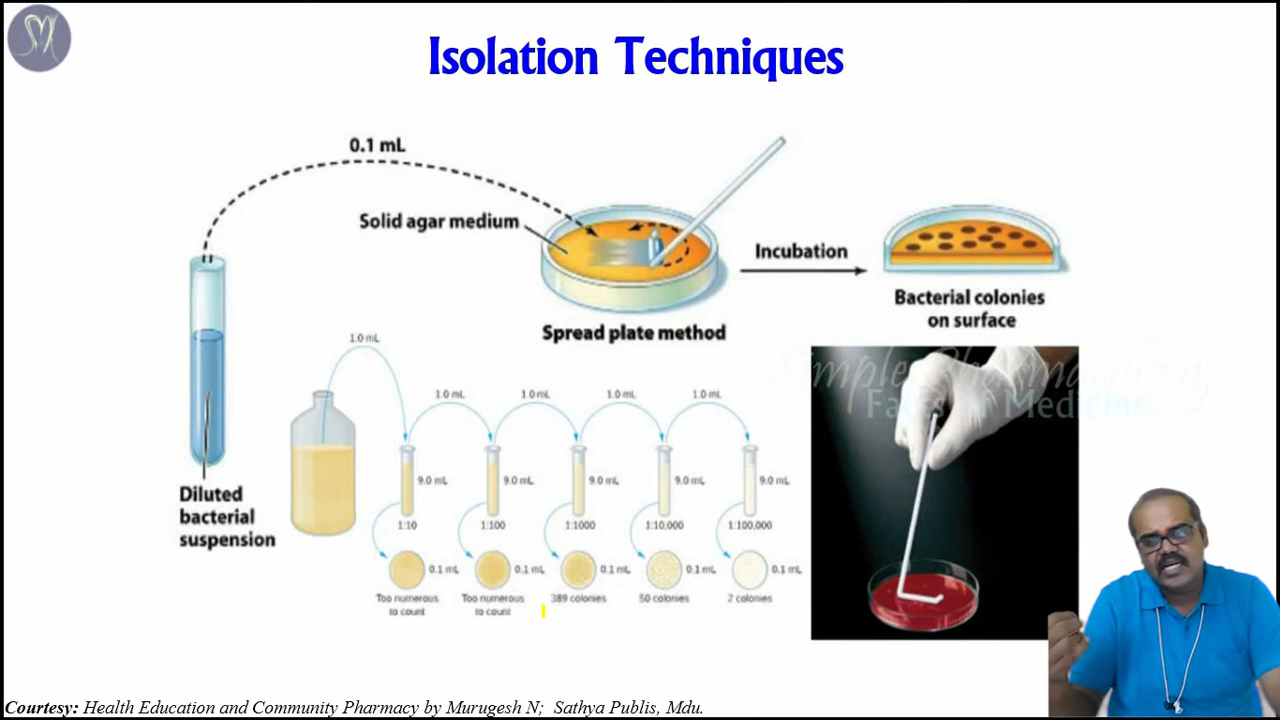 Isolation Techniques
0.1 mL
Solid agar medium
Incubation
Spread plate method
Bacterial colonies
on surface
Diluted
bacterial
suspension
1.0 mL
1.0 mL
1.0 mL
1.0 mL
1.0 mL
9.0 mL
9.0 mL
9.0 mL
9.0 mL
9.0 mL
1:10
1:100
1:1000
1:10,000
1:100,000
0.1 mL
0.1 mL
0.1 mL
0.1 mL
0.1 mL
Too numerous
to count
Too numerous
to count
389 colonies
50 colonies
2 colonies
Simple Pharmacology
Facts of Medicine
Courtesy: Health Education and Community Pharmacy by Murugesh N; Sathya Publis, Mdu.